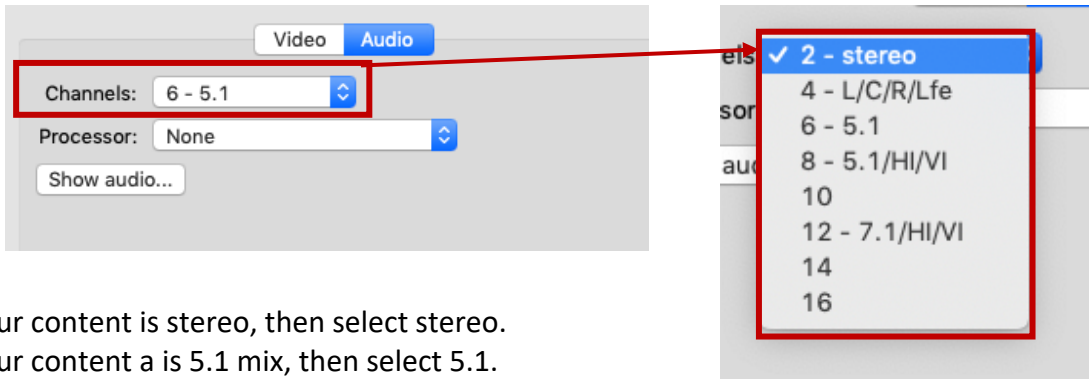 Video Audio
Channels: 6 - 5.1
Processor: None
Show audio...
els
✓ 2 - stereo
4 - L/C/R/Lfe
sor
6 - 5.1
8 - 5.1/HI/VI
10
12 - 7.1/HI/VI
14
16
ur content is stereo, then select stereo.
ur content a is 5.1 mix, then select 5.1.